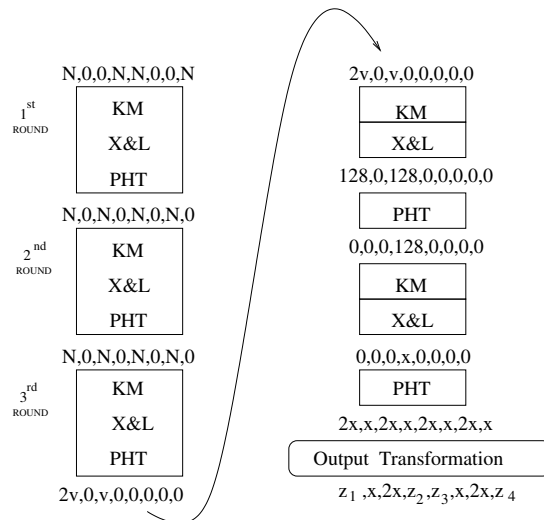 N,0,0,N,N,0,0,N
1st
ROUND
KM
X&L
PHT
N,0,N,0,N,0,N,0
2nd
ROUND
KM
X&L
PHT
N,0,N,0,N,0,N,0
3rd
ROUND
KM
X&L
PHT
2v,0,v,0,0,0,0,0
2v,0,v,0,0,0,0,0
KM
X&L
128,0,128,0,0,0,0,0
PHT
0,0,0,128,0,0,0,0
KM
X&L
0,0,0,x,0,0,0,0
PHT
2x,x,2x,x,2x,x,2x,x
Output Transformation
z1,x,2x,z2,z3,x,2x,z4